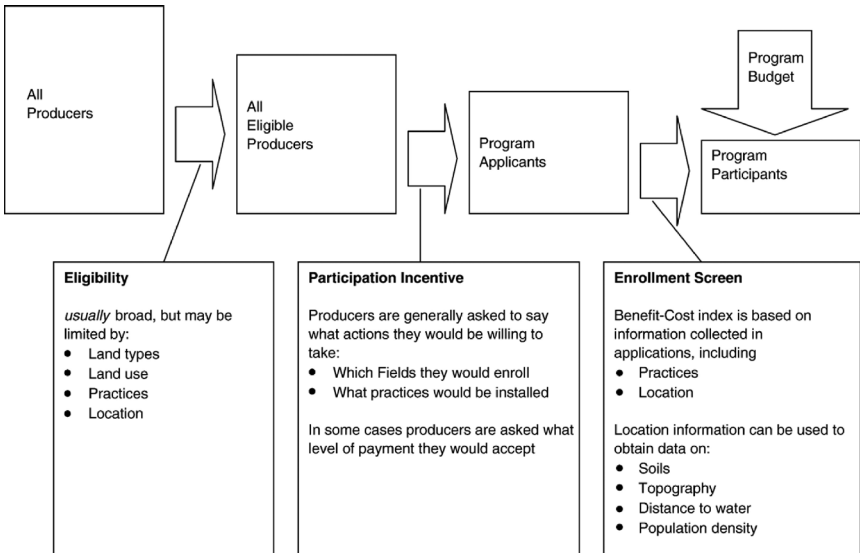 All
Producers
All
Eligible
Producers
Program
Applicants
Program
Budget
Program
Participants
Eligibility
usually broad, but may be
limited by:
● Land types
● Land use
● Practices
● Location
Participation Incentive
Producers are generally asked to say
what actions they would be willing to
take:
● Which Fields they would enroll
● What practices would be installed
In some cases producers are asked what
level of payment they would accept
Enrollment Screen
Benefit-Cost index is based on
information collected in
applications, including
● Practices
● Location
Location information can be used to
obtain data on:
● Soils
● Topography
● Distance to water
● Population density